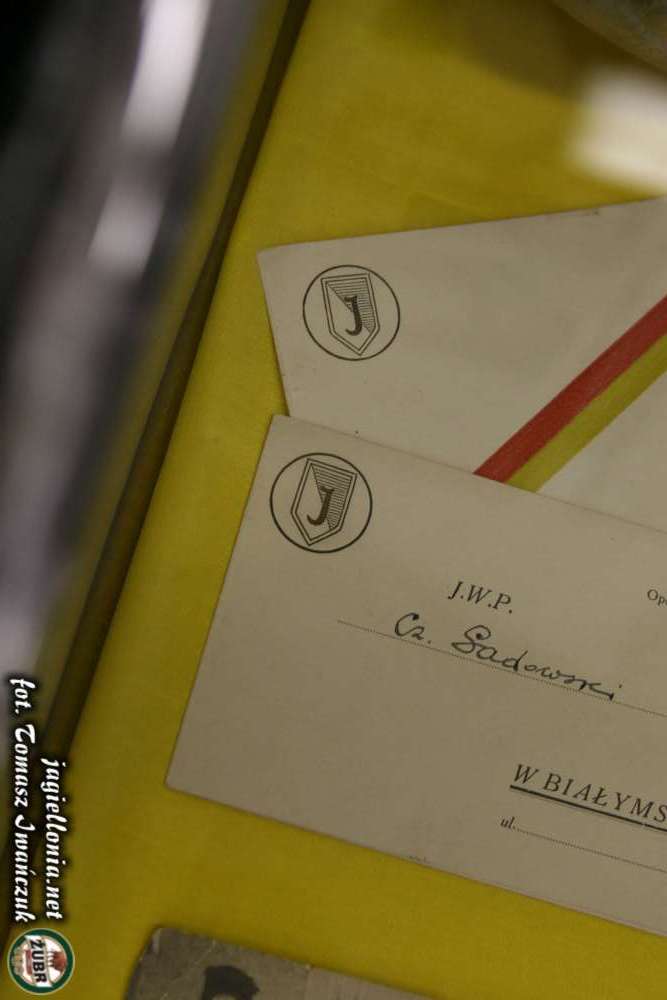 J
J
J.W.P.
Cz. Sadowski
W BIAŁYMS
ul.
jagiellonia.net
fot. Tomasz Iwańczuk
ŻUBR